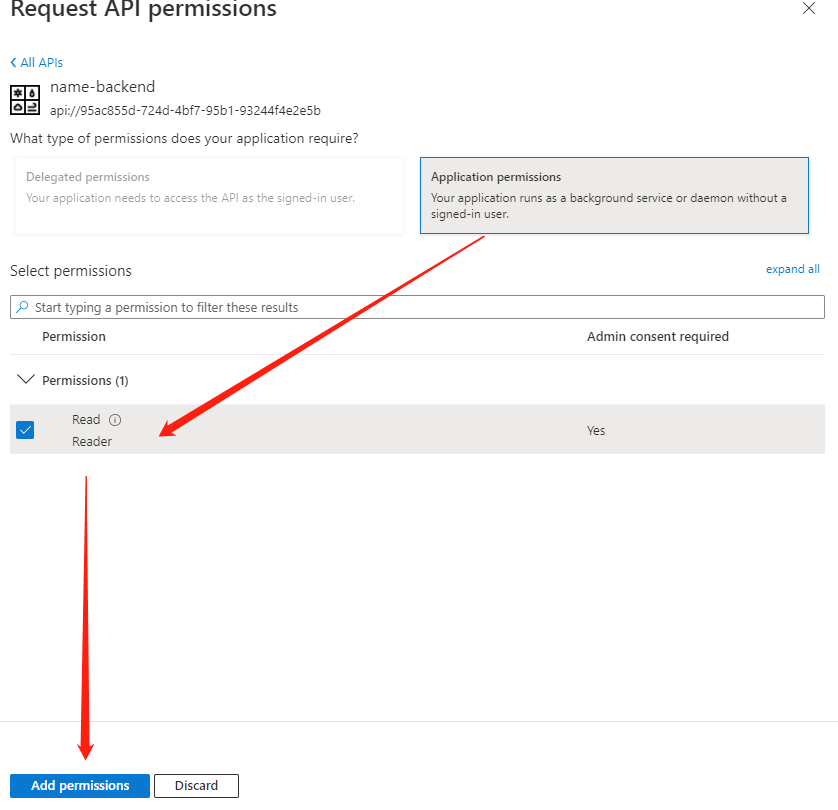 Request API permissions
All APIs
name-backend
api://95ac855d-724d-4bf7-95b1-93244f4e2e5b
What type of permissions does your application require?
Delegated permissions
Your application needs to access the API as the signed-in user.
Application permissions
Your application runs as a background service or daemon without a
signed-in user.
Select permissions
expand all
Start typing a permission to filter these results
Permission
Admin consent required
Permissions (1)
Read
Reader
Yes
Add permissions
Discard